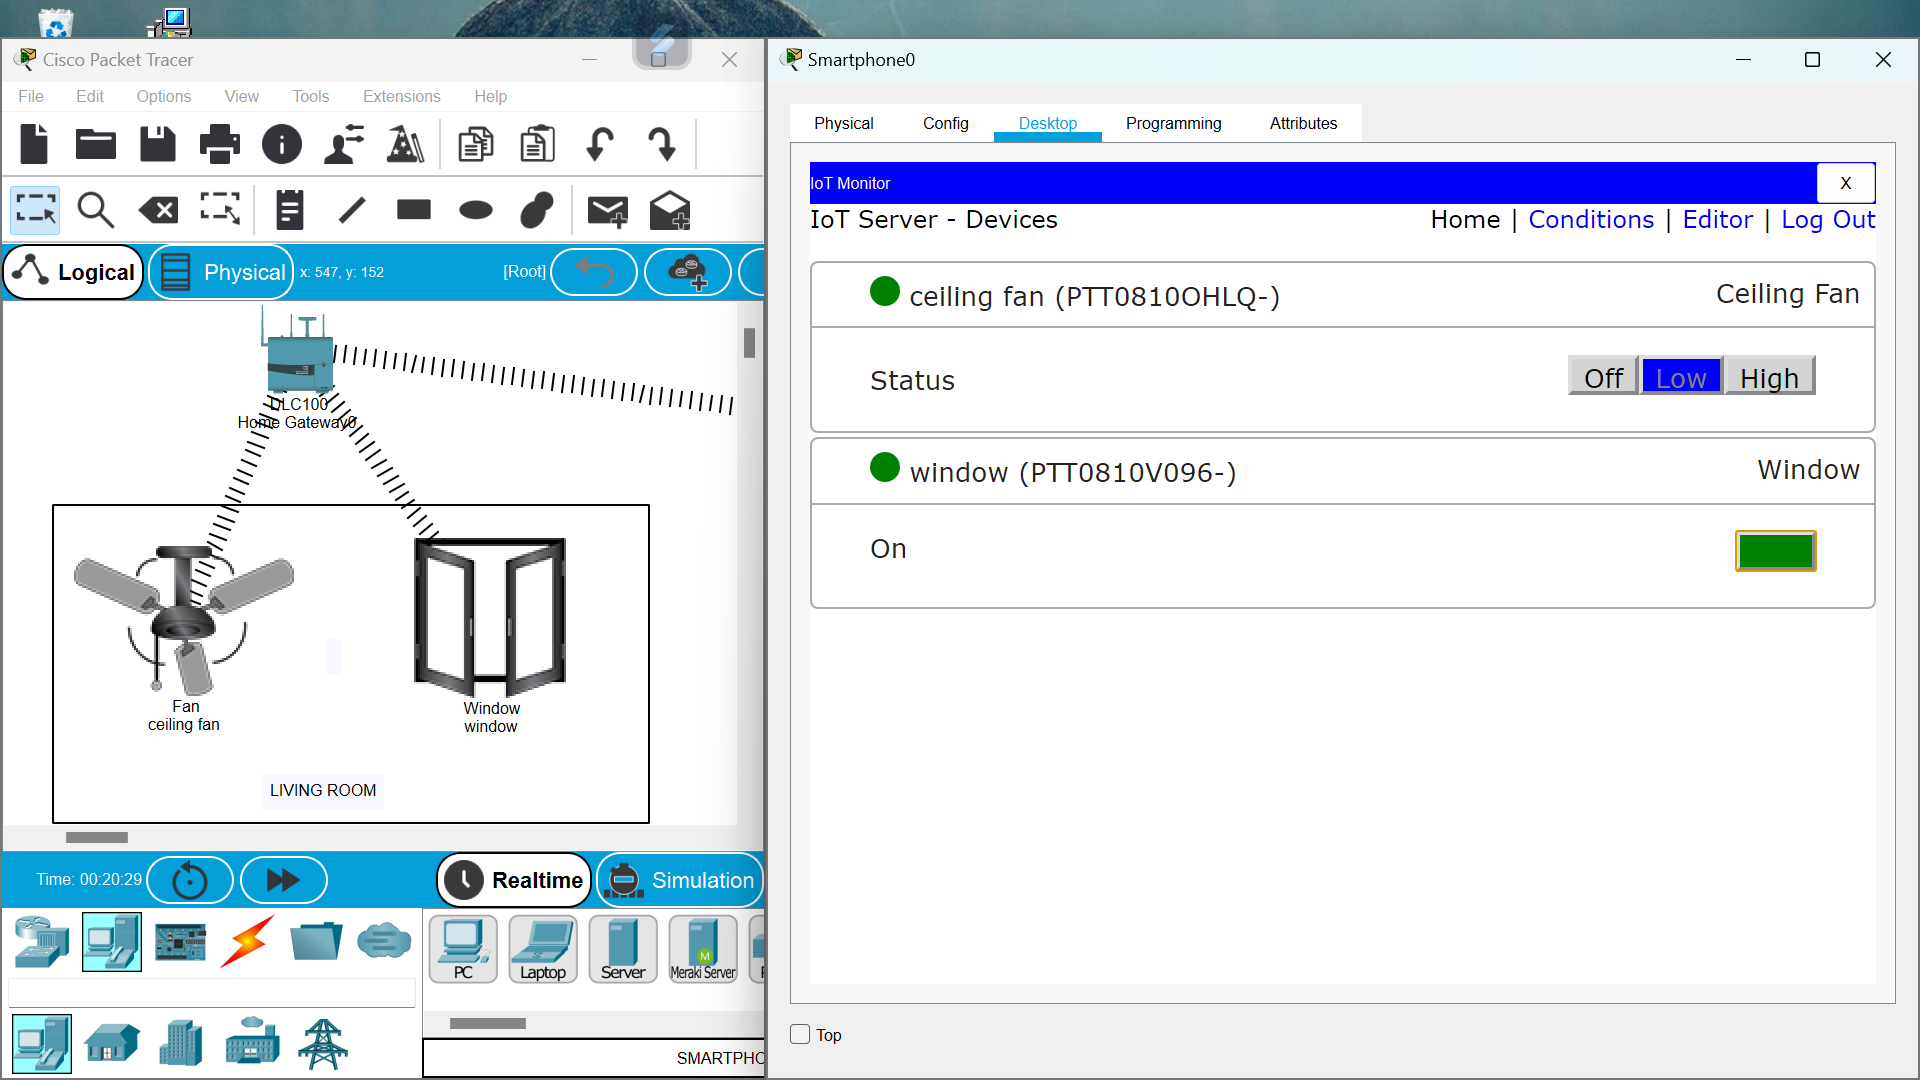 Cisco Packet Tracer
File Edit Options View Tools Extensions Help
Logical
Physical
x: 547, y: 152
[Root]
DLC100
Home Gateway0
Fan
ceiling fan
Window
window
LIVING ROOM
Time: 00:20:29
Realtime
Simulation
PC
Laptop
Server
M
Meraki Server
SMARTPHO
Smartphone0
Physical Config Desktop Programming Attributes
IoT Monitor
X
IoT Server - Devices
Home | Conditions | Editor | Log Out
ceiling fan (PTT0810OHLQ-)
Ceiling Fan
Status
Off Low High
window (PTT0810V096-)
Window
On
Top